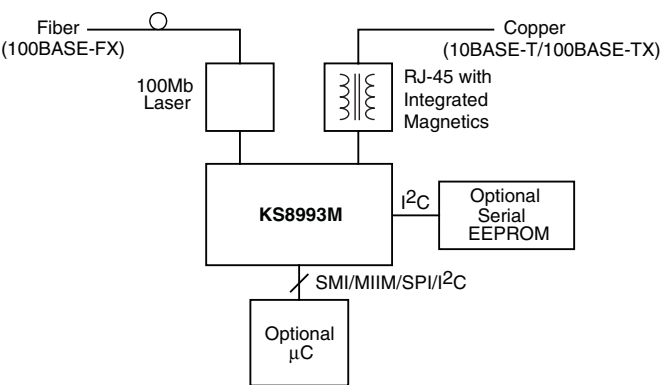 Fiber
(100BASE-FX)
Copper
(10BASE-T/100BASE-TX)
100Mb
Laser
RJ-45 with
Integrated
Magnetics
KS8993M
I2C
Optional
Serial
EEPROM
SMI/MIIM/SPI/I2C
Optional
μC